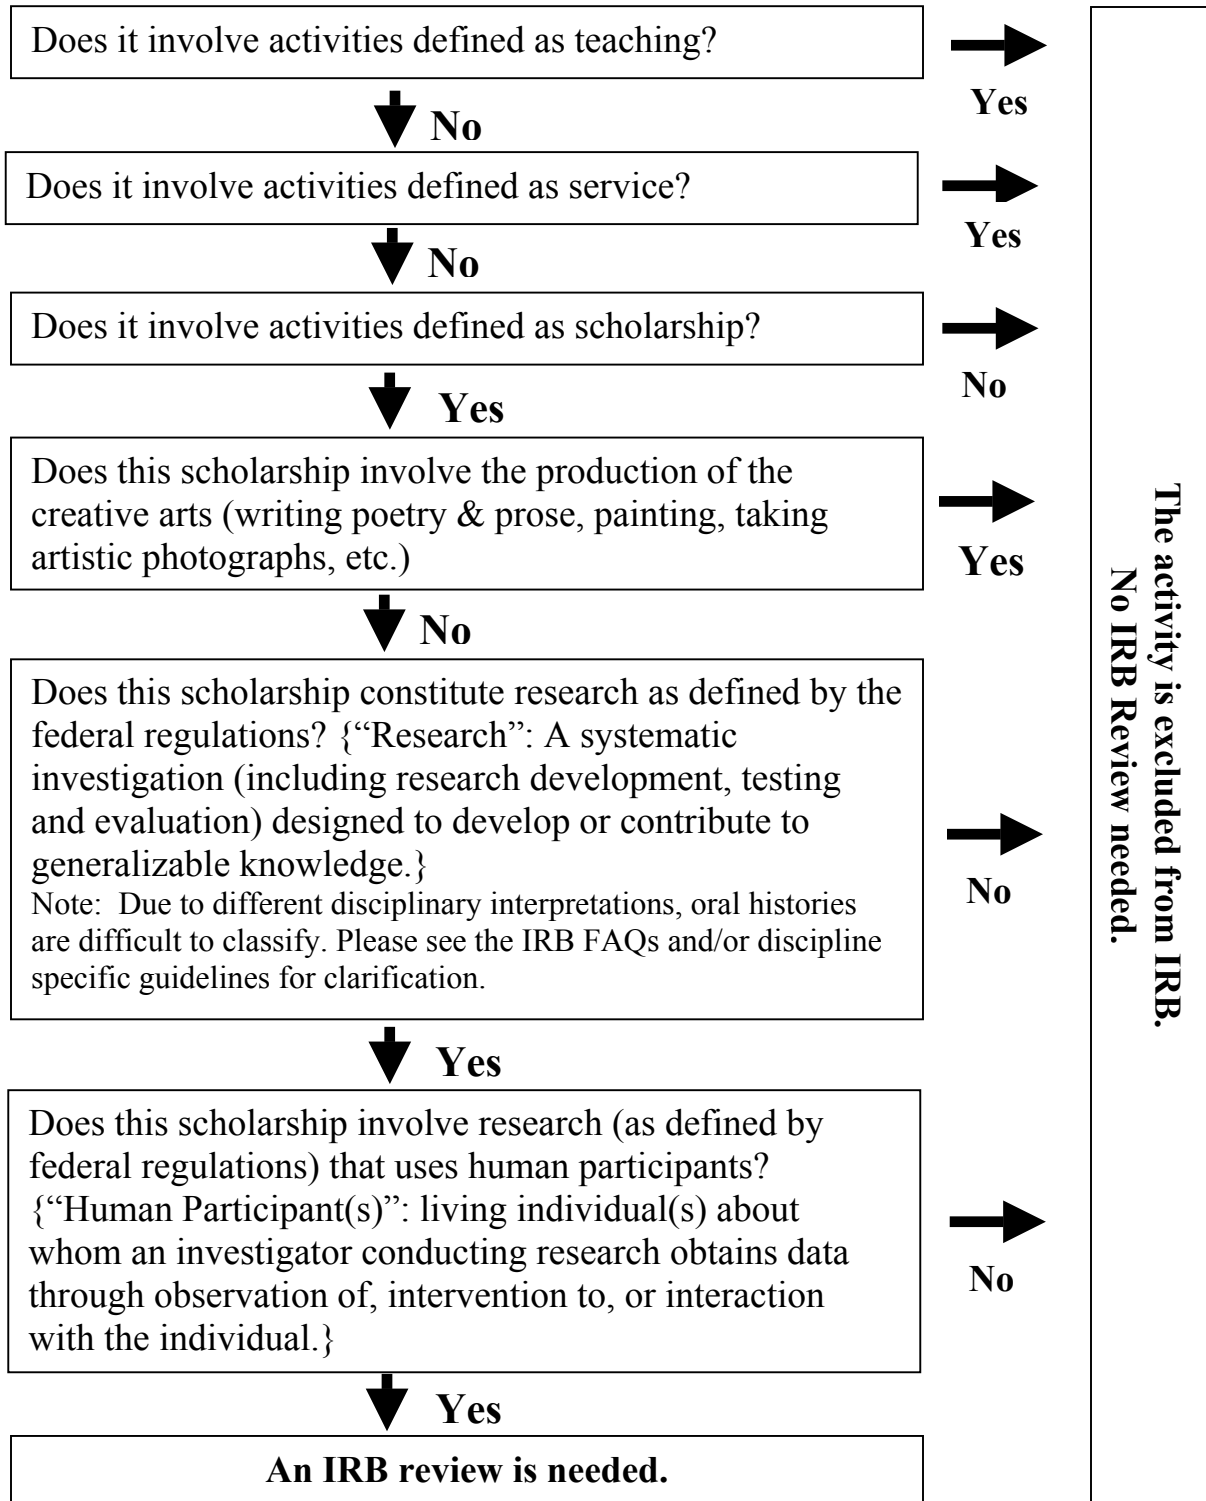 Does it involve activities defined as teaching?
Yes
No
Does it involve activities defined as service?
Yes
No
Does it involve activities defined as scholarship?
No
Yes
Does this scholarship involve the production of the
creative arts (writing poetry & prose, painting, taking
artistic photographs, etc.)
Yes
No
Does this scholarship constitute research as defined by the
federal regulations? {“Research”: A systematic
investigation (including research development, testing
and evaluation) designed to develop or contribute to
generalizable knowledge.}
Note:  Due to different disciplinary interpretations, oral histories
are difficult to classify. Please see the IRB FAQs and/or discipline
specific guidelines for clarification.
No
Yes
Does this scholarship involve research (as defined by
federal regulations) that uses human participants?
{“Human Participant(s)”: living individual(s) about
whom an investigator conducting research obtains data
through observation of, intervention to, or interaction
with the individual.}
No
Yes
An IRB review is needed.
The activity is excluded from IRB.
No IRB Review needed.